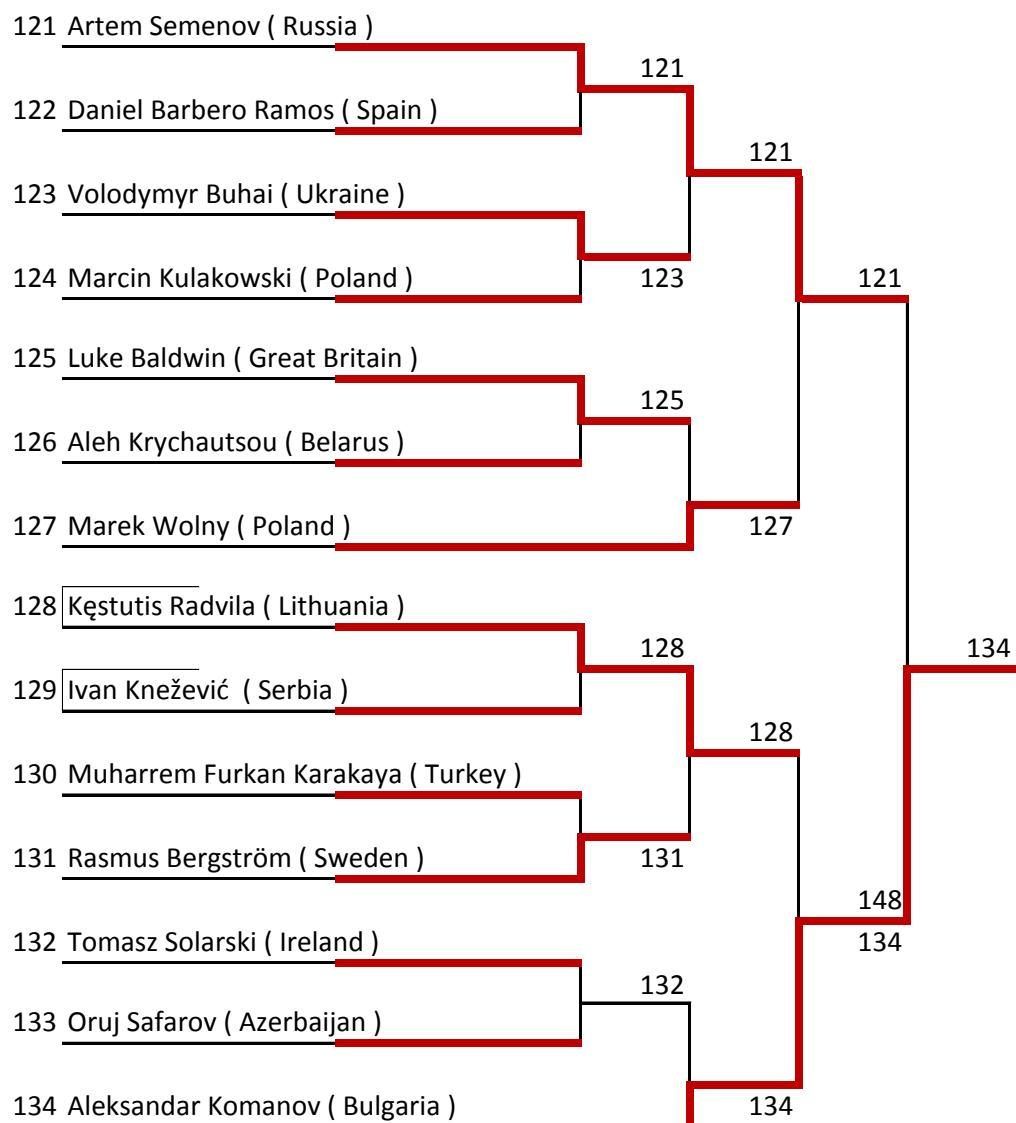 121 Artem Semenov ( Russia )
121
122 Daniel Barbero Ramos ( Spain )
121
123 Volodymyr Buhai ( Ukraine )
124 Marcin Kulakowski ( Poland )
123
121
125 Luke Baldwin ( Great Britain )
125
126 Aleh Krychautsou ( Belarus )
127 Marek Wolny ( Poland )
127
128 Kęstutis Radvila ( Lithuania )
128
134
129 Ivan Knežević ( Serbia )
128
130 Muharrem Furkan Karakaya ( Turkey )
131 Rasmus Bergström ( Sweden )
131
148
132 Tomasz Solarski ( Ireland )
134
132
133 Oruj Safarov ( Azerbaijan )
134 Aleksandar Komanov ( Bulgaria )
134